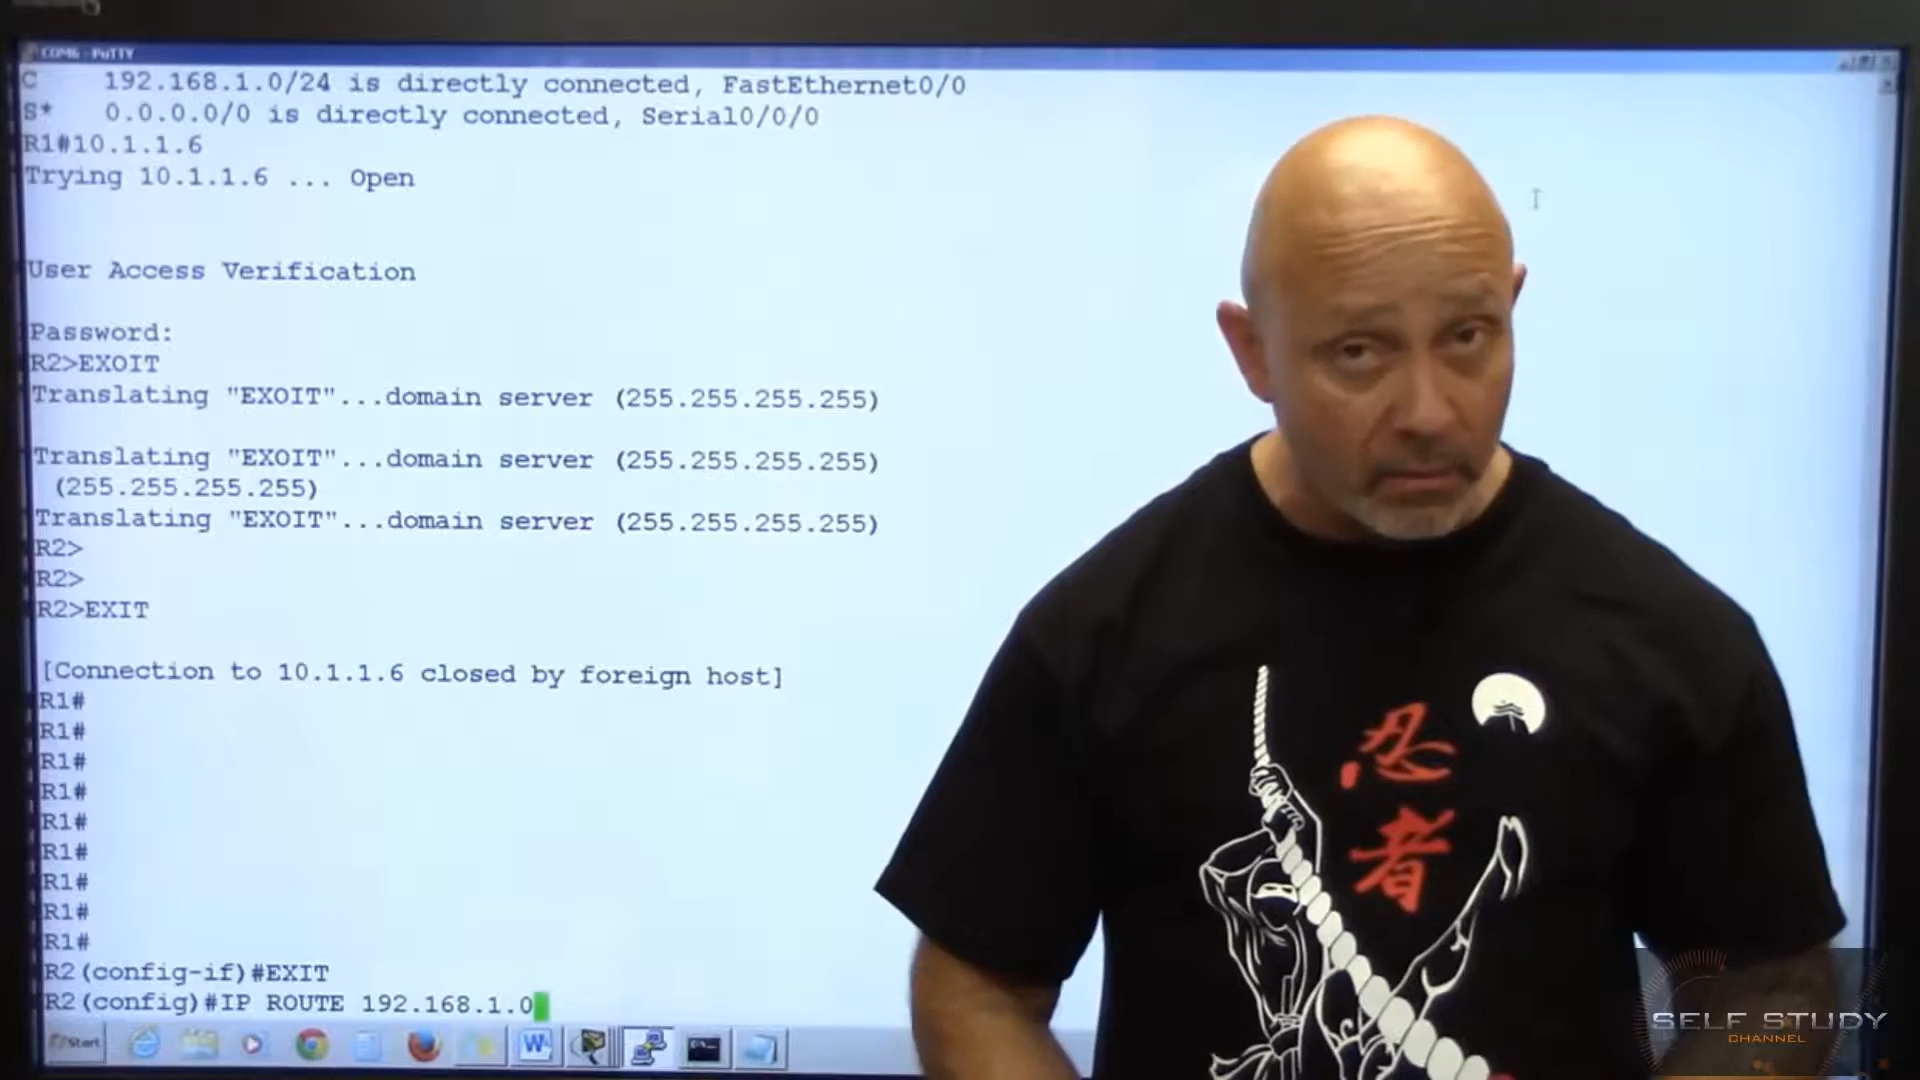 COM6 - PuTTY
C 192.168.1.0/24 is directly connected, FastEthernet0/0
S* 0.0.0.0/0 is directly connected, Serial0/0/0
R1#10.1.1.6
Trying 10.1.1.6 ... Open
User Access Verification
Password:
R2>EXOIT
Translating "EXOIT"...domain server (255.255.255.255)
Translating "EXOIT"...domain server (255.255.255.255)
(255.255.255.255)
Translating "EXOIT"...domain server (255.255.255.255)
R2>
R2>
R2>EXIT
[Connection to 10.1.1.6 closed by foreign host]
R1#
R1#
R1#
R1#
R1#
R1#
R1#
R1#
R1#
R2(config-if)#EXIT
R2(config)#IP ROUTE 192.168.1.0
Start
忍
者
SELF STUDY
CHANNEL